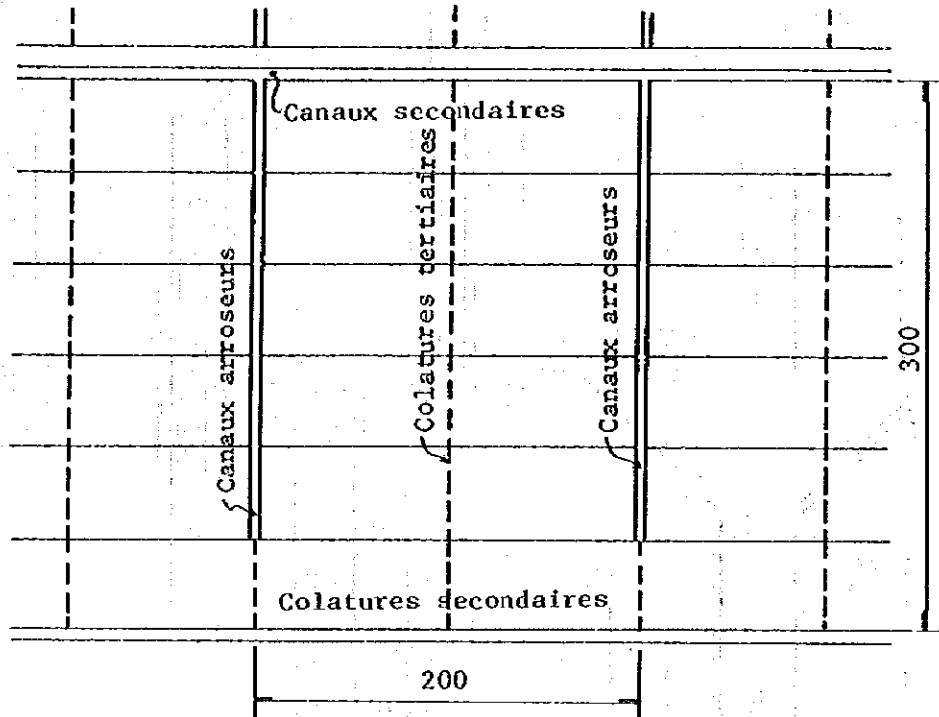 Canaux secondaires
Canaux arroseurs
Colatures tertiaires
Canaux arroseurs
300
Colatures secondaires
200